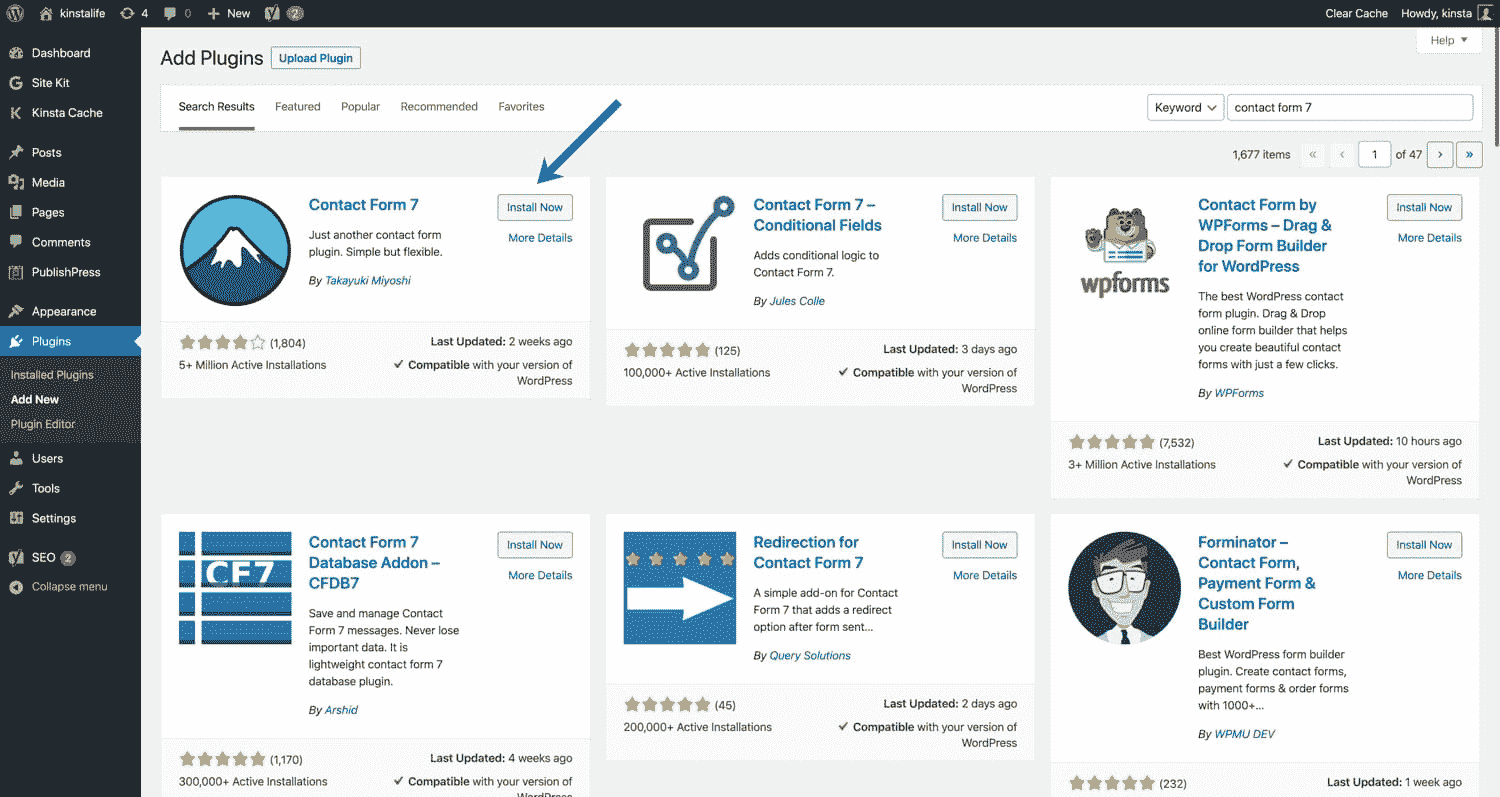 kinstalife
4
0
New
2
Clear Cache
Howdy, kinsta
Dashboard
Site Kit
Kinsta Cache
Posts
Media
Pages
Comments
PublishPress
Appearance
Plugins
Installed Plugins
Add New
Plugin Editor
Users
Tools
Settings
SEO 2
Collapse menu
Help
Add Plugins
Upload Plugin
Search Results
Featured
Popular
Recommended
Favorites
Keyword
contact form 7
1,677 items
«
‹
1
of 47
›
»
Contact Form 7
Install Now
More Details
Just another contact form
plugin. Simple but flexible.
By Takayuki Miyoshi
(1,804)
Last Updated: 2 weeks ago
5+ Million Active Installations
✓ Compatible with your version of
WordPress
Contact Form 7 –
Conditional Fields
Install Now
More Details
Adds conditional logic to
Contact Form 7.
By Jules Colle
(125)
Last Updated: 3 days ago
100,000+ Active Installations
✓ Compatible with your version of
WordPress
wpforms
Contact Form by
WPForms – Drag &
Drop Form Builder
for WordPress
Install Now
More Details
The best WordPress contact
form plugin. Drag & Drop
online form builder that helps
you create beautiful contact
forms with just a few clicks.
By WPForms
(7,532)
Last Updated: 10 hours ago
3+ Million Active Installations
✓ Compatible with your version of
WordPress
CF7
Contact Form 7
Database Addon –
CFDB7
Install Now
More Details
Save and manage Contact
Form 7 messages. Never lose
important data. It is
lightweight contact form 7
database plugin.
By Arshid
(1,170)
Last Updated: 4 weeks ago
300,000+ Active Installations
✓ Compatible with your version of
WordPress
Redirection for
Contact Form 7
Install Now
More Details
A simple add-on for Contact
Form 7 that adds a redirect
option after form sent...
By Query Solutions
(45)
Last Updated: 2 days ago
200,000+ Active Installations
✓ Compatible with your version of
WordPress
Forminator –
Contact Form,
Payment Form &
Custom Form
Builder
Install Now
More Details
Best WordPress form builder
plugin. Create contact forms,
payment forms & order forms
with 1000+...
By WPMU DEV
(232)
Last Updated: 1 week ago